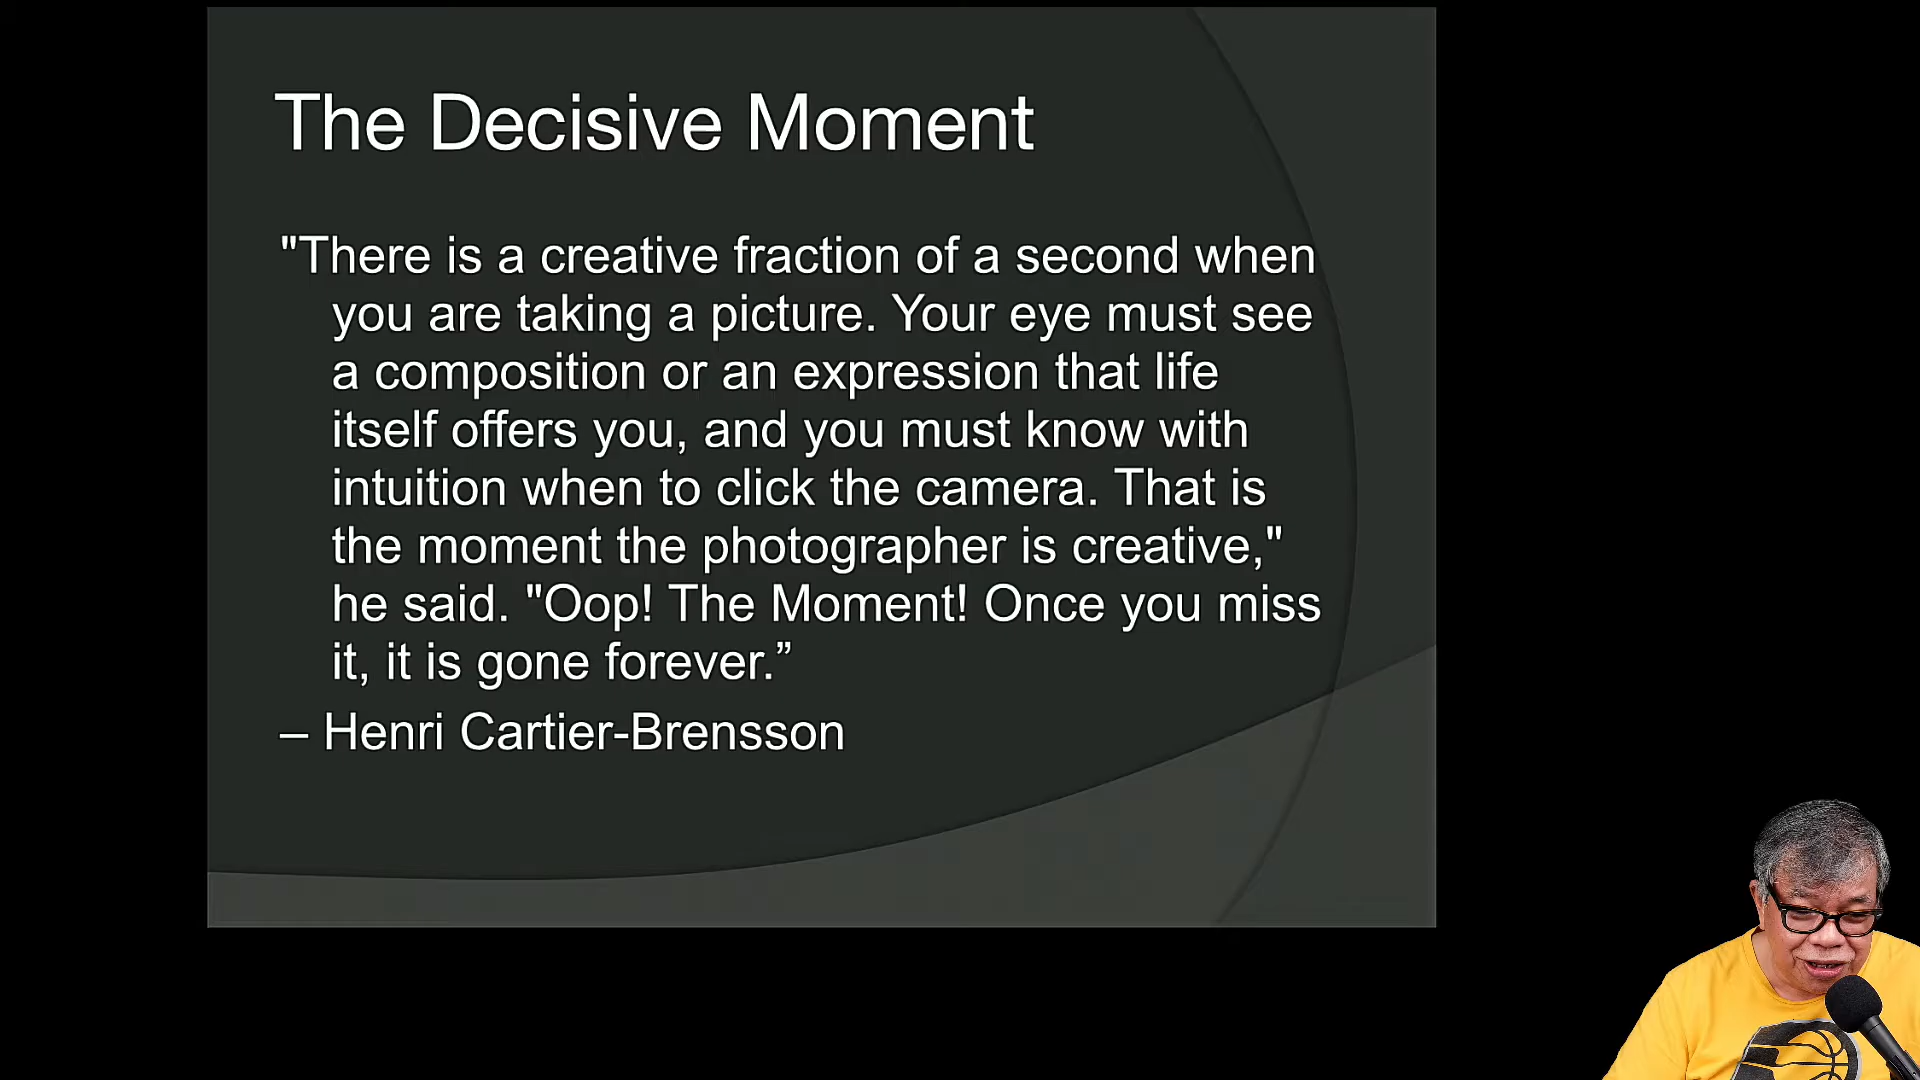 The Decisive Moment
"There is a creative fraction of a second when
you are taking a picture. Your eye must see
a composition or an expression that life
itself offers you, and you must know with
intuition when to click the camera. That is
the moment the photographer is creative,"
he said. "Oop! The Moment! Once you miss
it, it is gone forever.”
– Henri Cartier-Brensson